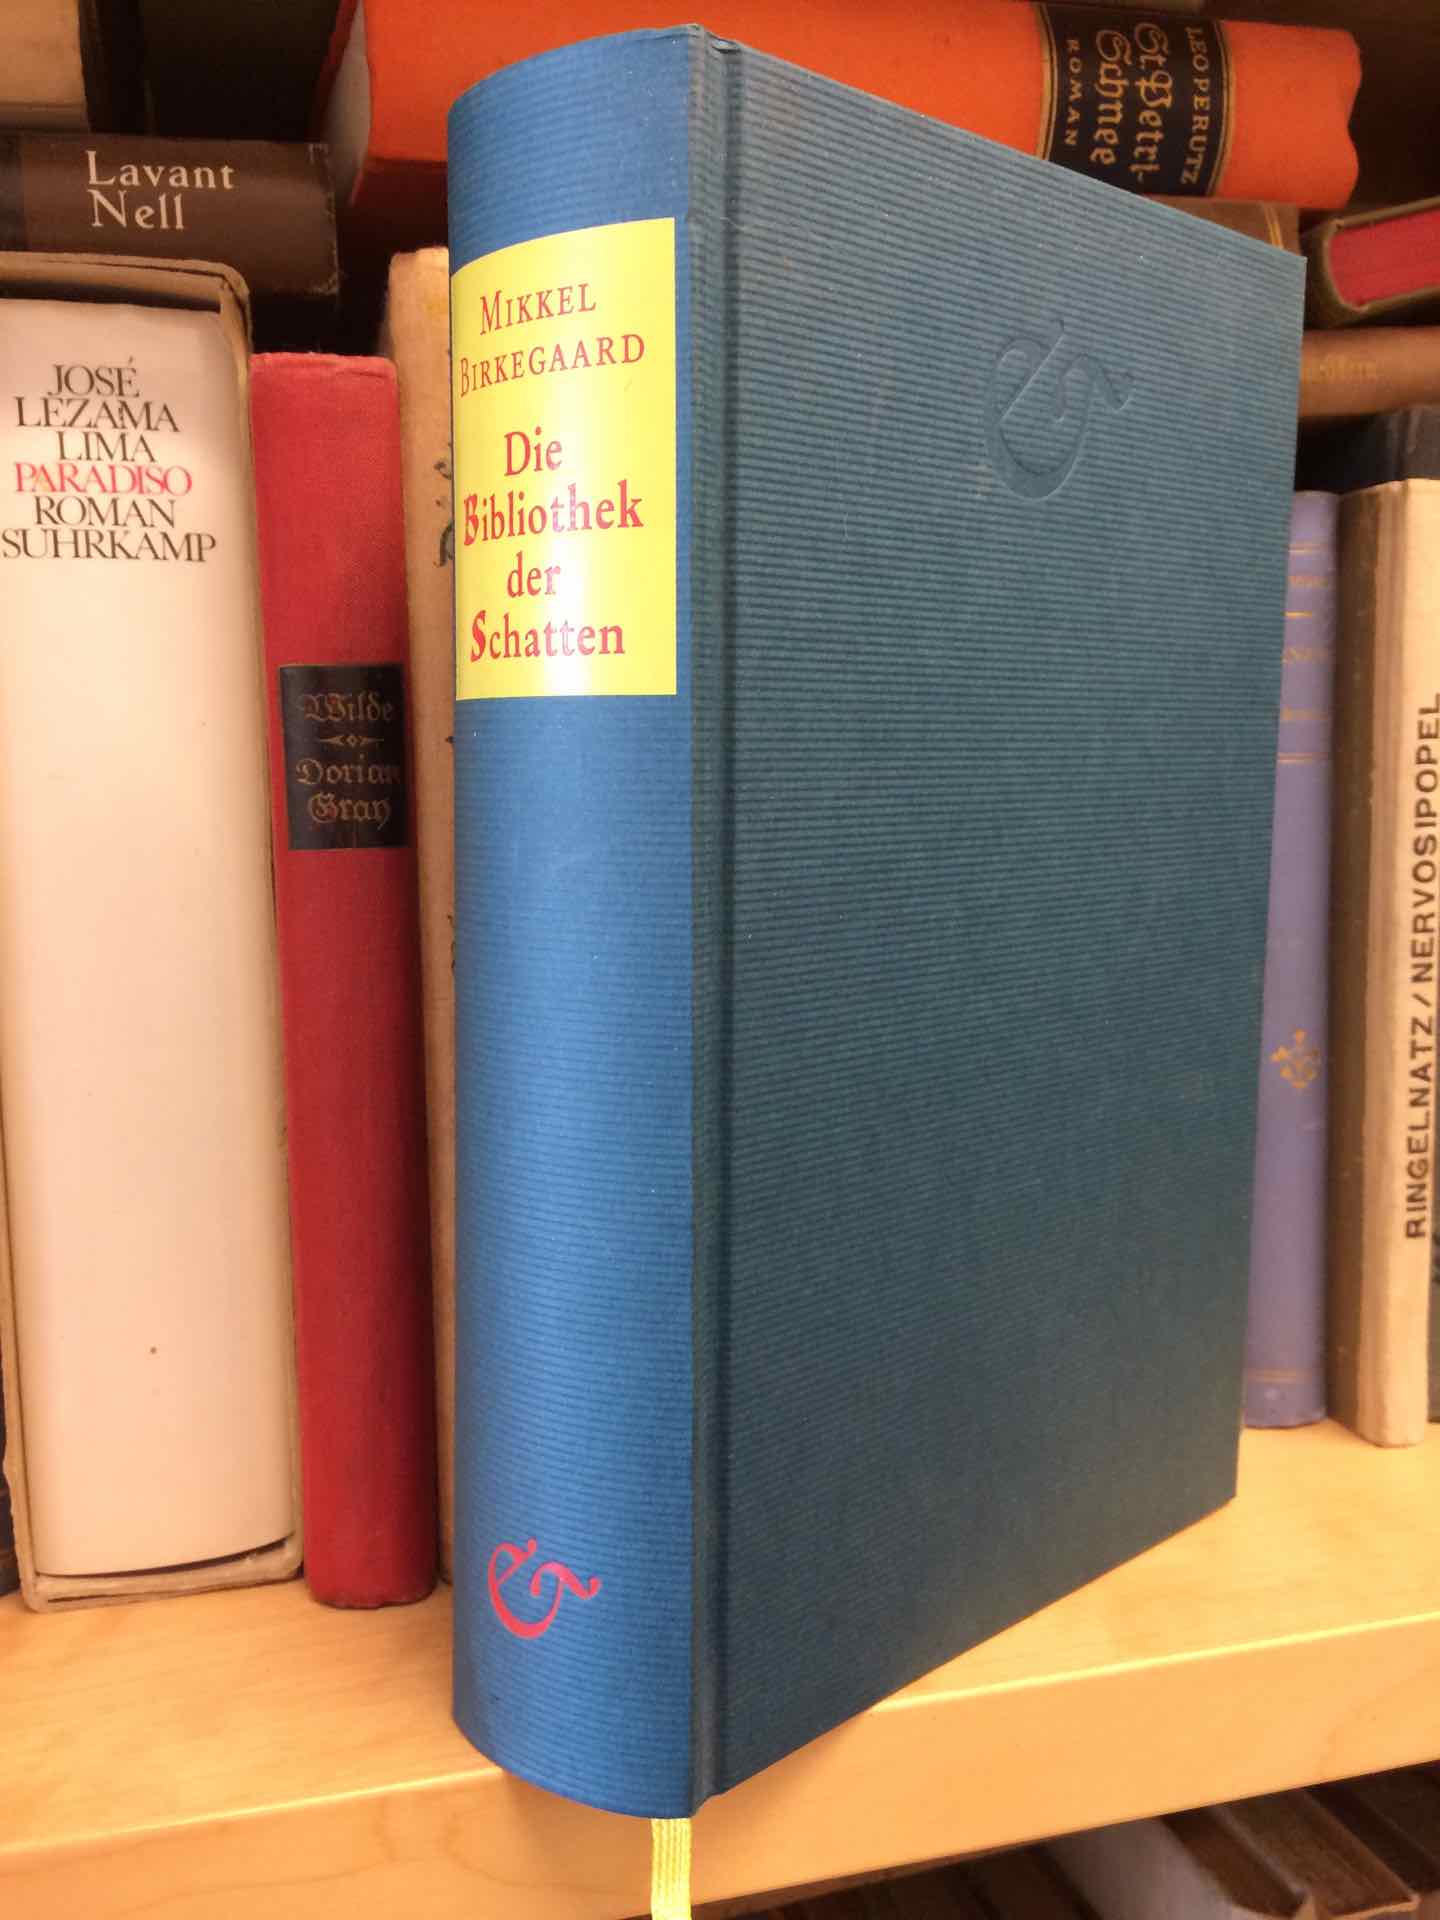 LEO PERUTZ
St. Petri-
Schnee
ROMAN
Lavant
Nell
JOSÉ
LEZAMA
LIMA
PARADISO
ROMAN
SUHRKAMP
Wilde
Dorian
Gray
MIKKEL
BIRKEGAARD
Die
Bibliothek
der
Schatten
RINGELNATZ / NERVOSIPOPEL